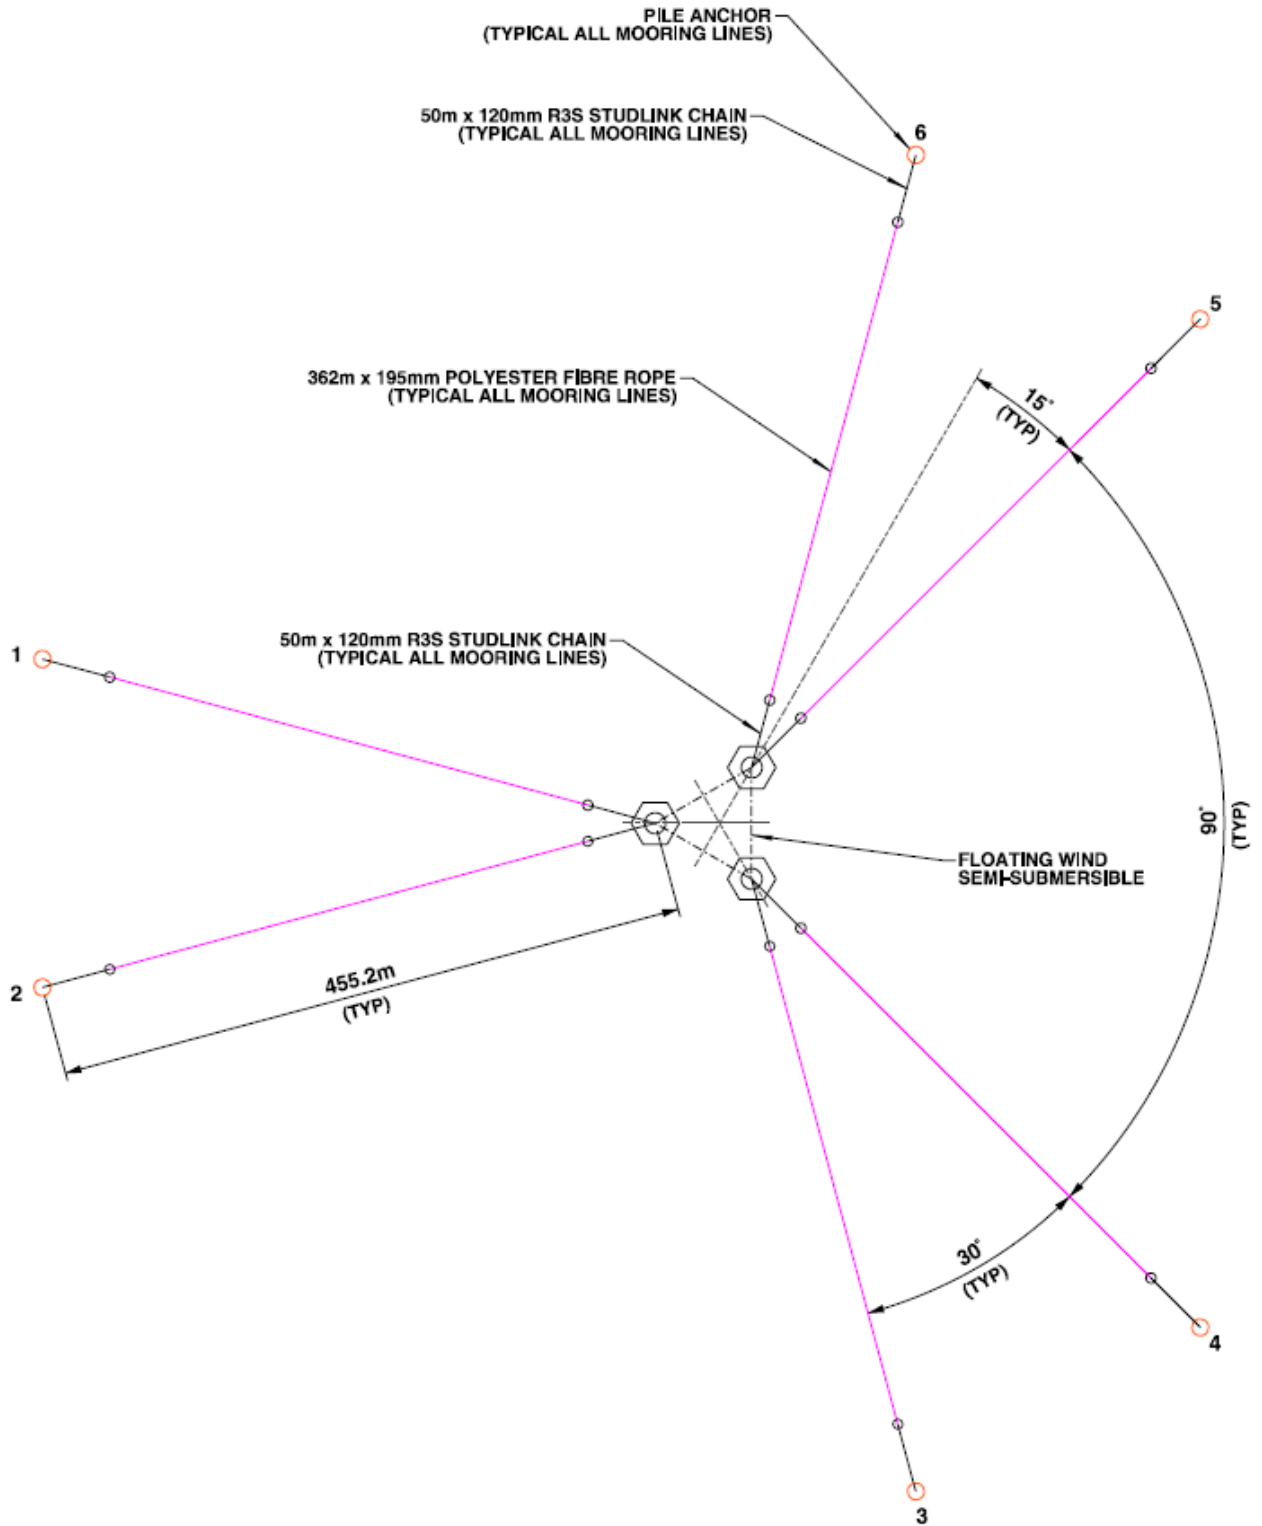 PILE ANCHOR
(TYPICAL ALL MOORING LINES)
50m x 120mm R3S STUDLINK CHAIN
(TYPICAL ALL MOORING LINES)
6
5
362m x 195mm POLYESTER FIBRE ROPE
(TYPICAL ALL MOORING LINES)
15°
(TYP)
50m x 120mm R3S STUDLINK CHAIN
(TYPICAL ALL MOORING LINES)
1
90°
(TYP)
FLOATING WIND
SEMI-SUBMERSIBLE
2
455.2m
(TYP)
30°
(TYP)
4
3